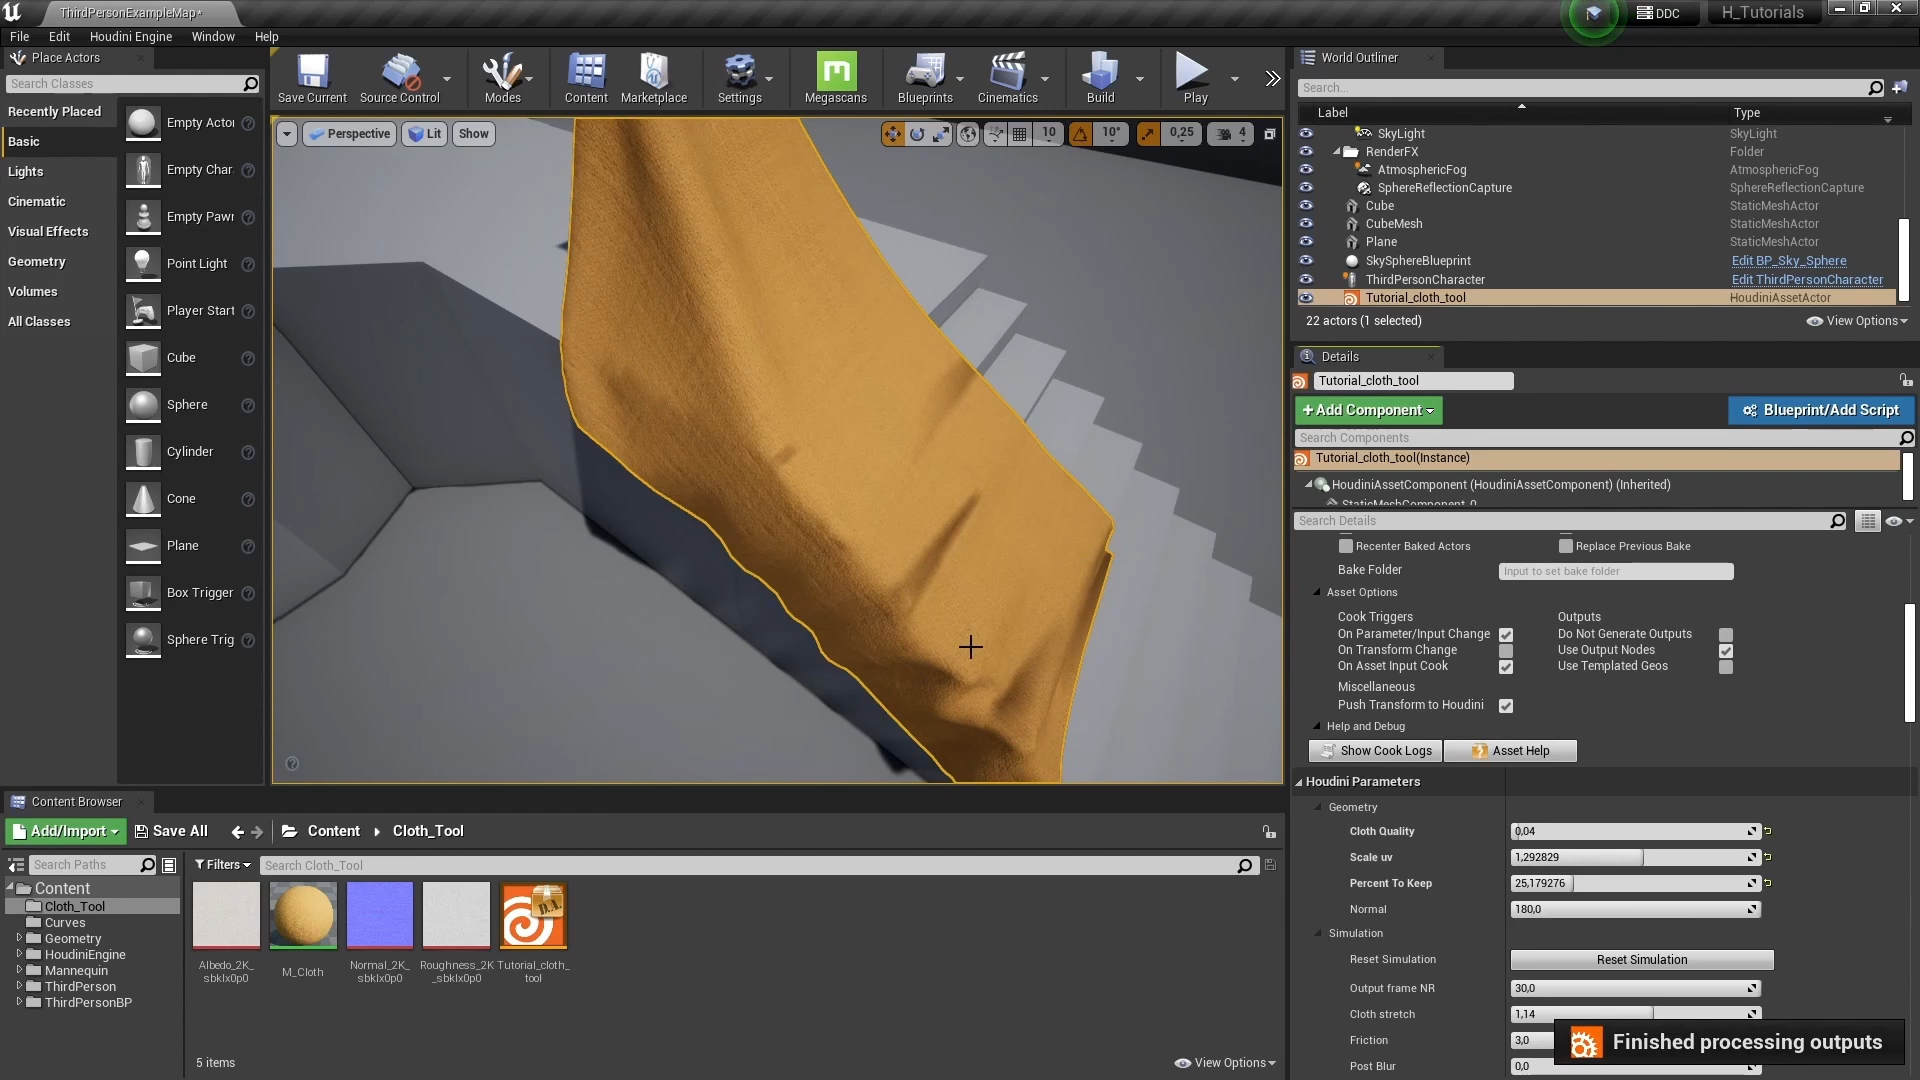 ThirdPersonExampleMap*
DDC
H_Tutorials
File
Edit
Houdini Engine
Window
Help
Place Actors
Search Classes
Recently Placed
Basic
Lights
Cinematic
Visual Effects
Geometry
Volumes
All Classes
Empty Acto
Empty Char
Empty Pawn
Point Light
Player Start
Cube
Sphere
Cylinder
Cone
Plane
Box Trigger
Sphere Trig
Save Current
Source Control
Modes
Content
Marketplace
Settings
Megascans
Blueprints
Cinematics
Build
Play
Perspective
Lit
Show
10
10°
0,25
4
World Outliner
Search...
Label
Type
SkyLight
SkyLight
RenderFX
Folder
AtmosphericFog
AtmosphericFog
SphereReflectionCapture
SphereReflectionCapture
Cube
StaticMeshActor
CubeMesh
StaticMeshActor
Plane
StaticMeshActor
SkySphereBlueprint
Edit BP_Sky_Sphere
ThirdPersonCharacter
Edit ThirdPersonCharacter
Tutorial_cloth_tool
HoudiniAssetActor
22 actors (1 selected)
View Options
Details
Tutorial_cloth_tool
+Add Component
Blueprint/Add Script
Search Components
Tutorial_cloth_tool(Instance)
HoudiniAssetComponent (HoudiniAssetComponent) (Inherited)
StaticMeshComponent_0
Search Details
Recenter Baked Actors
Replace Previous Bake
Bake Folder
Input to set bake folder
Asset Options
Cook Triggers
Outputs
On Parameter/Input Change
Do Not Generate Outputs
On Transform Change
Use Output Nodes
On Asset Input Cook
Use Templated Geos
Miscellaneous
Push Transform to Houdini
Help and Debug
Show Cook Logs
Asset Help
Houdini Parameters
Geometry
Cloth Quality
0,04
Scale uv
1,292829
Percent To Keep
25,179276
Normal
180,0
Simulation
Reset Simulation
Reset Simulation
Output frame NR
30,0
Cloth stretch
1,14
Friction
3,0
Post Blur
0,0
Finished processing outputs
Content Browser
Add/Import
Save All
Content
Cloth_Tool
Search Paths
Filters
Search Cloth_Tool
Content
Cloth_Tool
Curves
Geometry
HoudiniEngine
Mannequin
ThirdPerson
ThirdPersonBP
Albedo_2K_
sbklx0p0
M_Cloth
Normal_2K_
sbklx0p0
Roughness_2K
_sbklx0p0
Tutorial_cloth_
tool
5 items
View Options